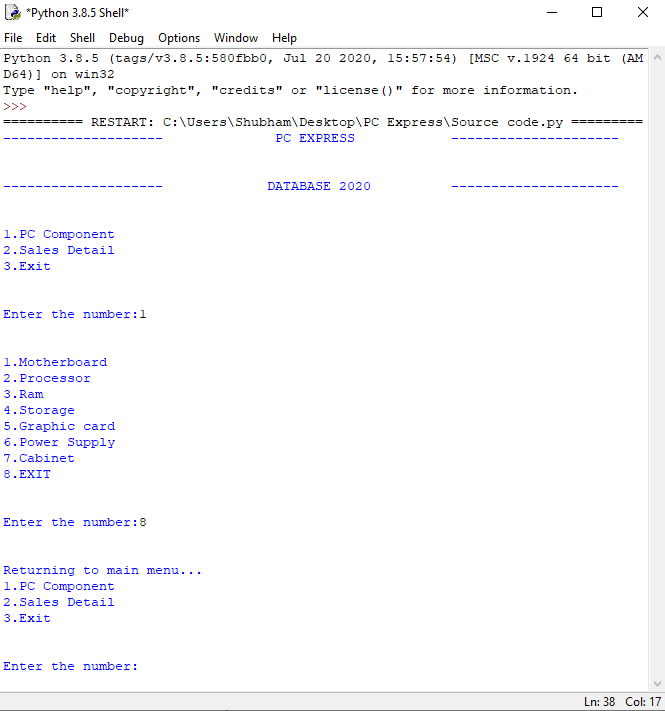 *Python 3.8.5 Shell*
File Edit Shell Debug Options Window Help
Python 3.8.5 (tags/v3.8.5:580fbb0, Jul 20 2020, 15:57:54) [MSC v.1924 64 bit (AM
D64)] on win32
Type "help", "copyright", "credits" or "license()" for more information.
>>>
========== RESTART: C:\Users\Shubham\Desktop\PC Express\Source code.py =========
-------------------- PC EXPRESS ---------------------
-------------------- DATABASE 2020 ---------------------
1.PC Component
2.Sales Detail
3.Exit
Enter the number:1
1.Motherboard
2.Processor
3.Ram
4.Storage
5.Graphic card
6.Power Supply
7.Cabinet
8.EXIT
Enter the number:8
Returning to main menu...
1.PC Component
2.Sales Detail
3.Exit
Enter the number:
Ln: 38 Col: 17